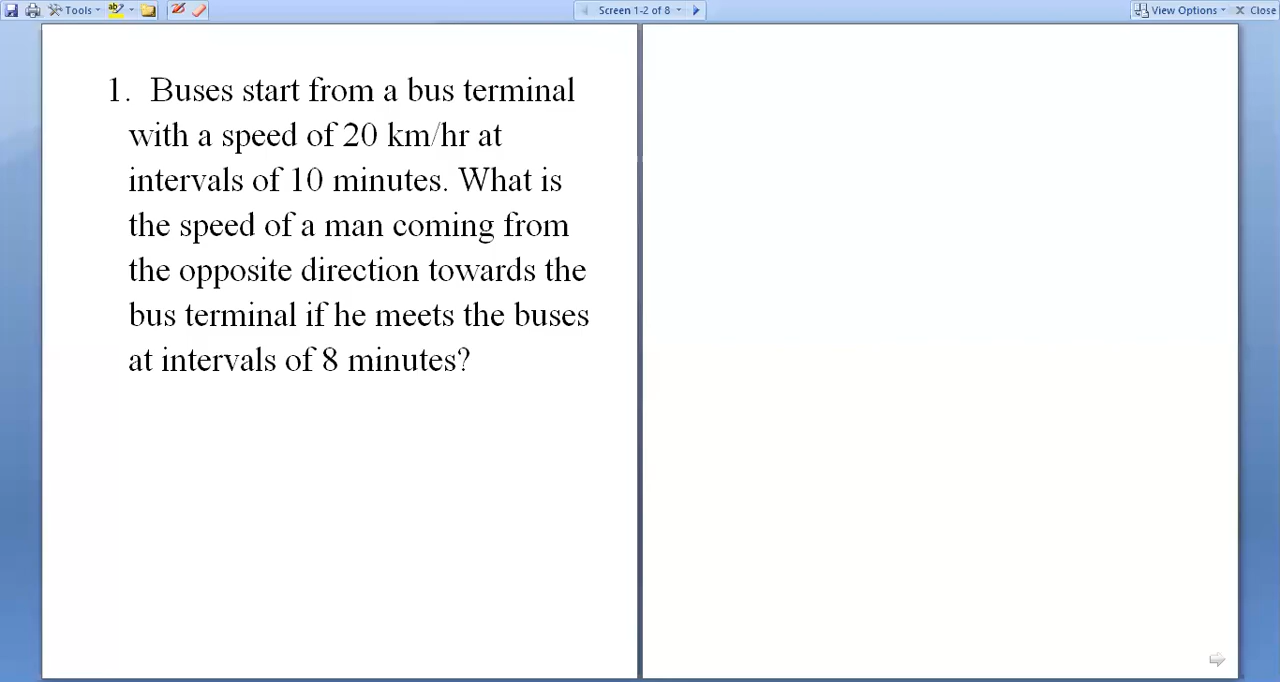 Tools
Screen 1-2 of 8
View Options
Close
1. Buses start from a bus terminal
with a speed of 20 km/hr at
intervals of 10 minutes. What is
the speed of a man coming from
the opposite direction towards the
bus terminal if he meets the buses
at intervals of 8 minutes?